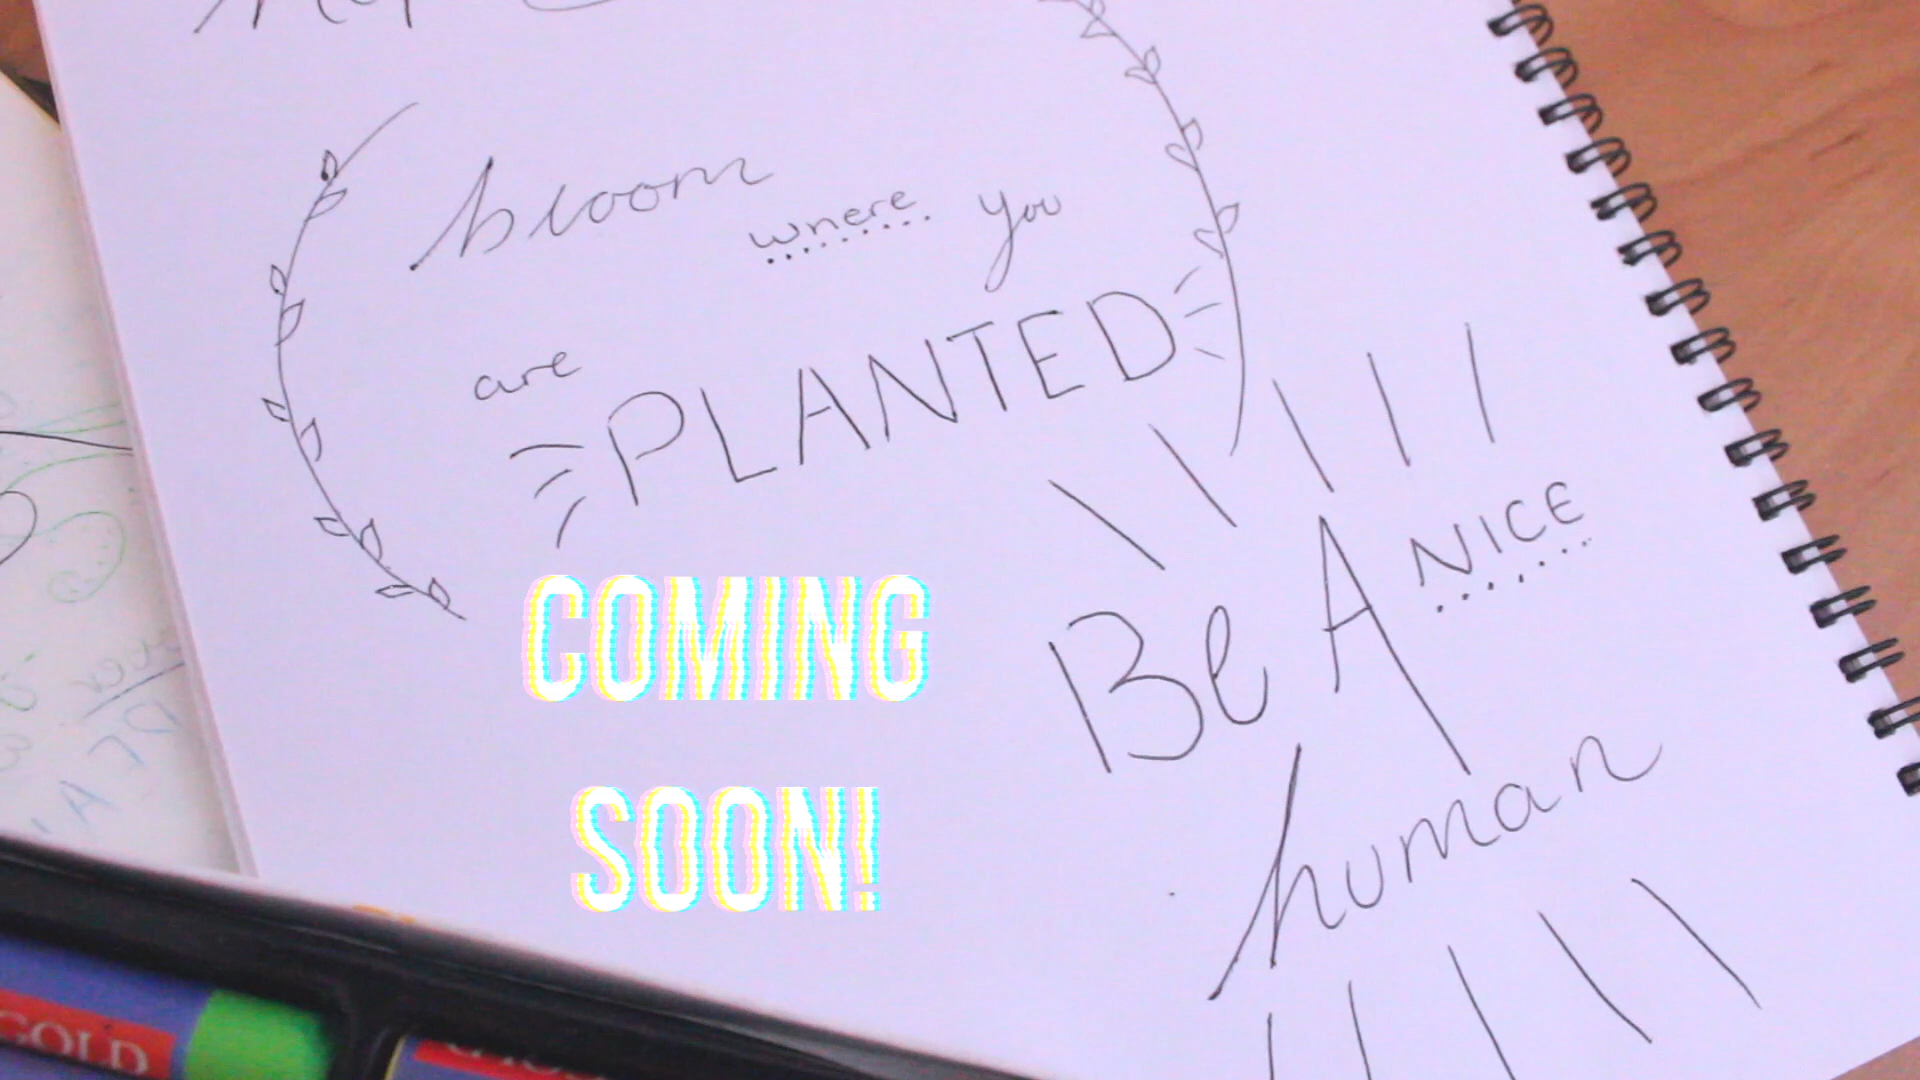 bloom
where you
are
PLANTED
Be A NICE
human
COMING
SOON!
GOLD